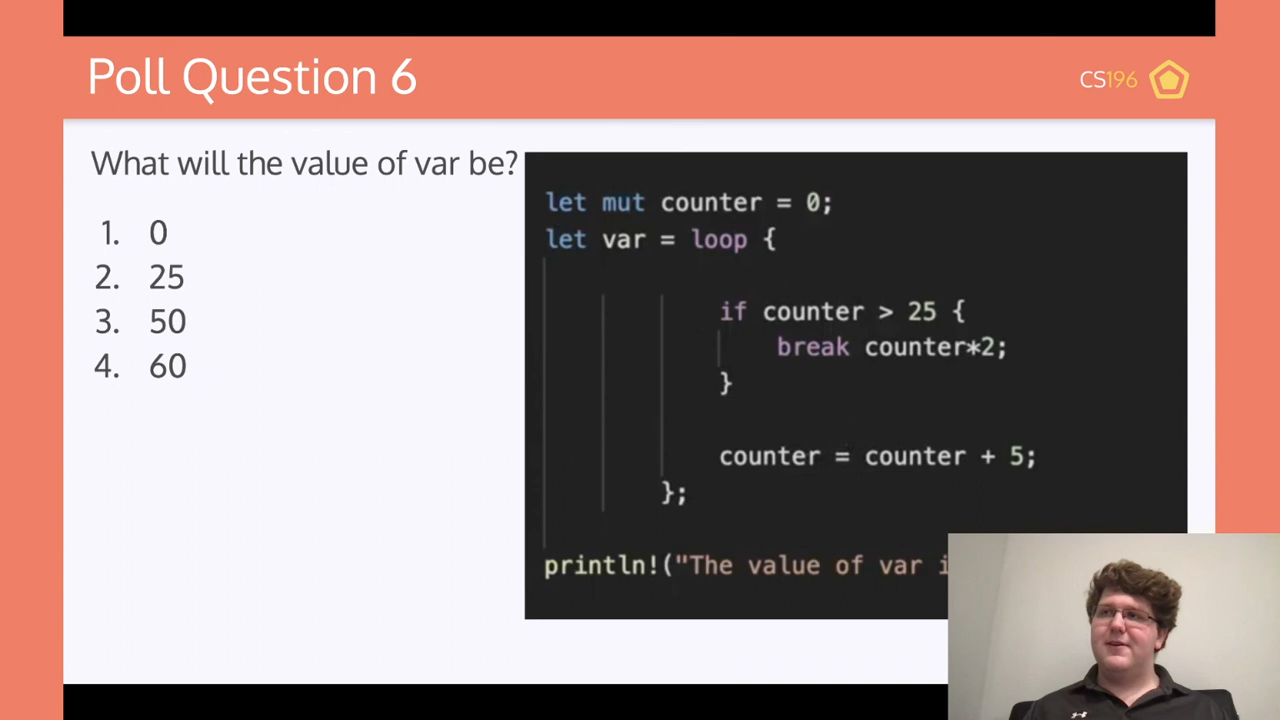 Poll Question 6
CS196
What will the value of var be?
1. 0
2. 25
3. 50
4. 60
let mut counter = 0;
let var = loop {
if counter > 25 {
break counter*2;
}
counter = counter + 5;
};
println!("The value of var